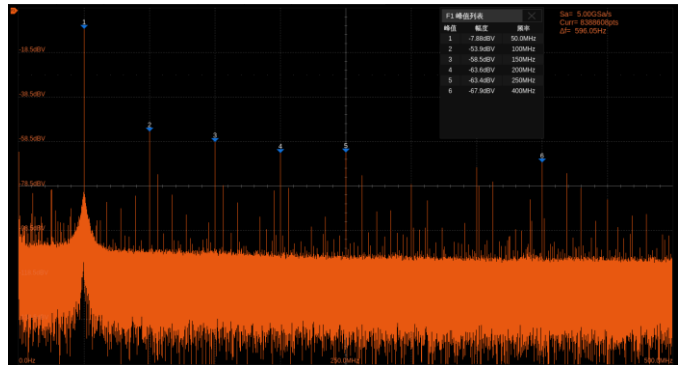 F1 峰值列表
峰值 幅度 频率
1 -7.88dBV 50.0MHz
2 -53.9dBV 100MHz
3 -58.5dBV 150MHz
4 -63.6dBV 200MHz
5 -63.4dBV 250MHz
6 -67.9dBV 400MHz
Sa= 5.00GSa/s
Curr= 8388608pts
Δf= 596.05Hz
1
-18.5dBV
-38.5dBV
2
3
-58.5dBV
4
5
6
-78.5dBV
-98.5dBV
0.0Hz
250.0MHz
500.0MHz